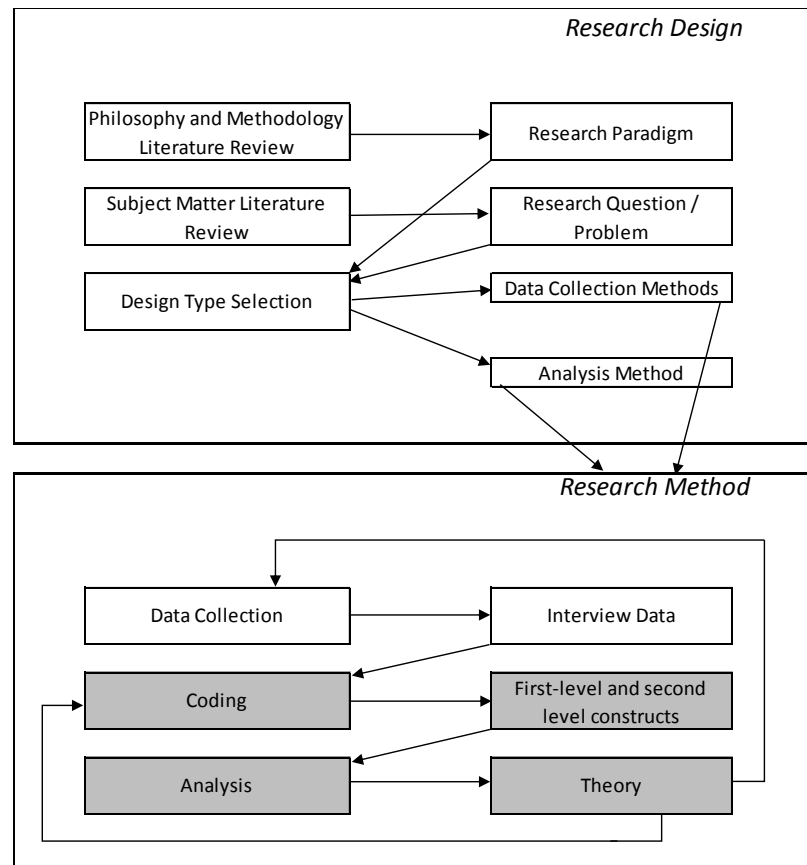 Research Design
Philosophy and Methodology
Literature Review
Research Paradigm
Subject Matter Literature
Review
Research Question /
Problem
Design Type Selection
Data Collection Methods
Analysis Method
Research Method
Data Collection
Interview Data
Coding
First-level and second
level constructs
Analysis
Theory